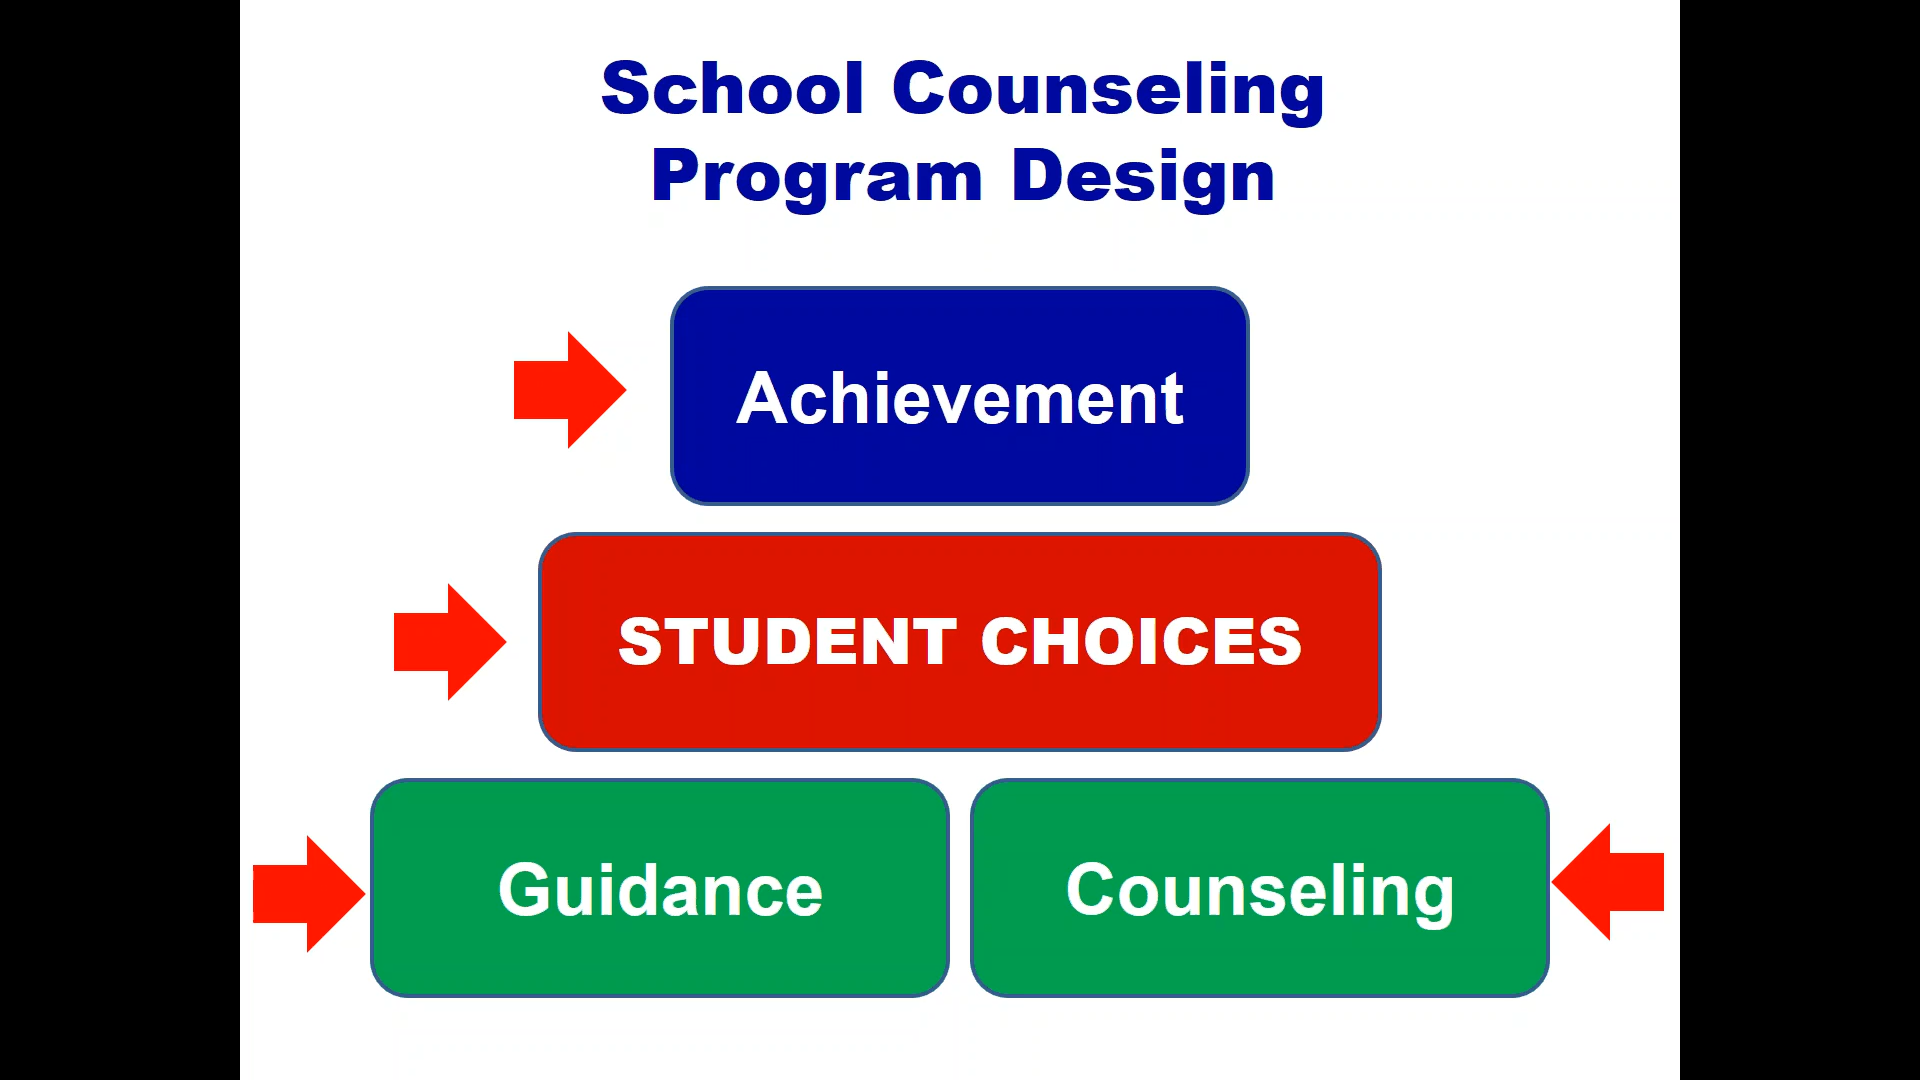 School Counseling
Program Design
Achievement
STUDENT CHOICES
Guidance
Counseling